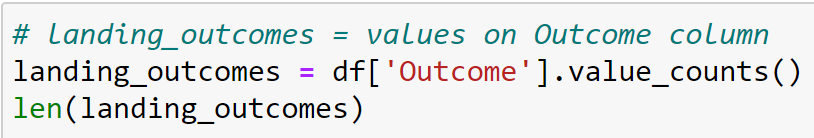 # landing_outcomes = values on Outcome column
landing_outcomes = df['Outcome'].value_counts()
len(landing_outcomes)